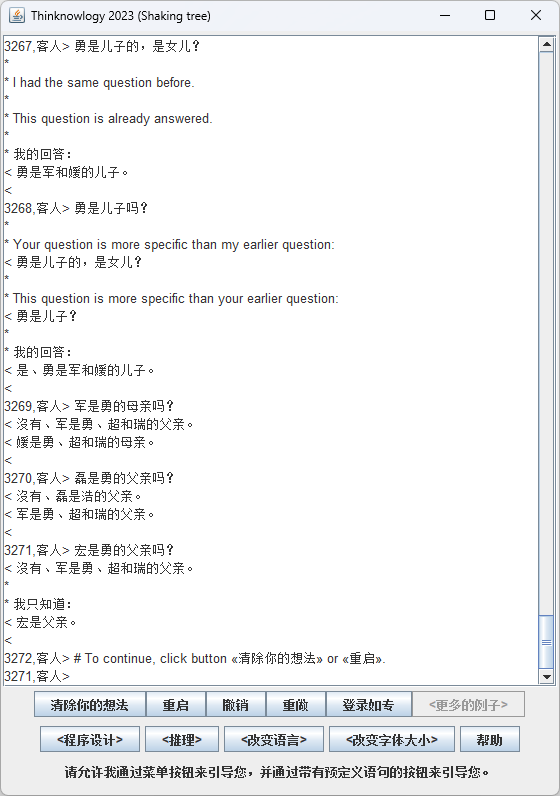 Thinknowlogy 2023 (Shaking tree)
3267,客人> 勇是儿子的，是女儿?
*
* I had the same question before.
*
* This question is already answered.
*
* 我的回答：
< 勇是军和媛的儿子。
<
3268,客人> 勇是儿子吗?
*
* Your question is more specific than my earlier question:
< 勇是儿子的，是女儿?
*
* This question is more specific than your earlier question:
< 勇是儿子?
*
* 我的回答：
< 是、勇是军和媛的儿子。
<
3269,客人> 军是勇的母亲吗?
< 沒有、军是勇、超和瑞的父亲。
< 媛是勇、超和瑞的母亲。
<
3270,客人> 磊是勇的父亲吗?
< 沒有、磊是浩的父亲。
< 军是勇、超和瑞的父亲。
<
3271,客人> 宏是勇的父亲吗?
< 沒有、军是勇、超和瑞的父亲。
*
* 我只知道：
< 宏是父亲。
<
3272,客人> # To continue, click button «清除你的想法» or «重启».
3271,客人>
清除你的想法 重启 撤销 重做 登录如专 <更多的例子>
<程序设计> <推理> <改变语言> <改变字体大小> 帮助
请允许我通过菜单按钮来引导您，并通过带有预定义语句的按钮来引导您。